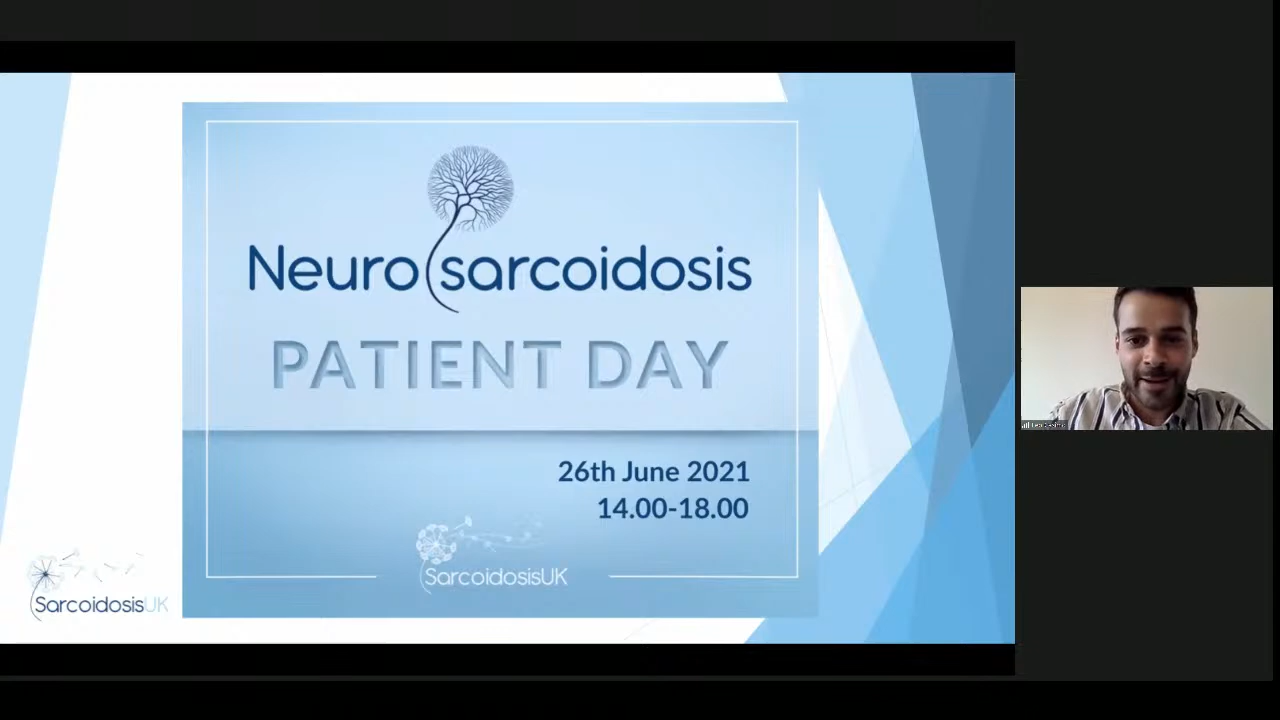 Neurosarcoidosis
PATIENT DAY
26th June 2021
14.00-18.00
SarcoidosisUK
SarcoidosisUK